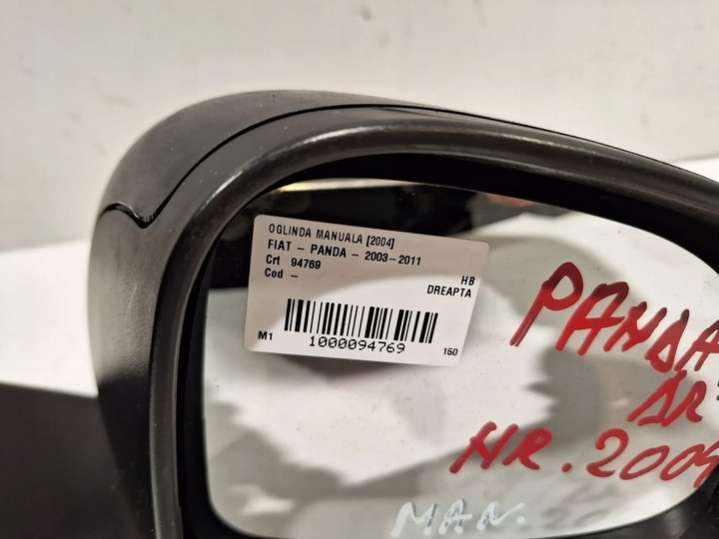 OGLINDA MANUALA [2004]
FIAT - PANDA - 2003-2011
Crt 94769
Cod -
HB
DREAPTA
M1
1000094769
150
PANDA
DR
HR. 2004
MAN.